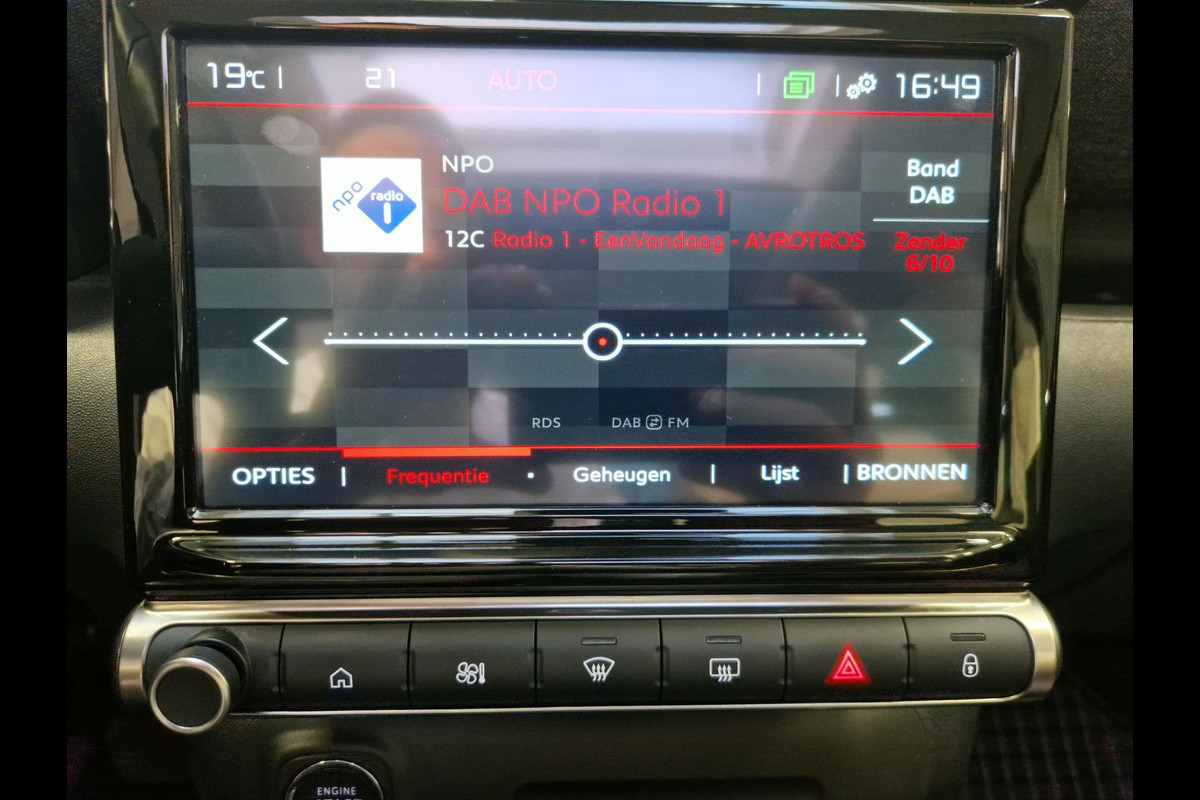 19°C 21 AUTO 16:49
NPO
DAB NPO Radio 1
12C Radio 1 - EenVandaag - AVROTROS
npo radio 1
Band
DAB
Zender
6/10
RDS DAB FM
OPTIES Frequentie Geheugen Lijst BRONNEN
ENGINE